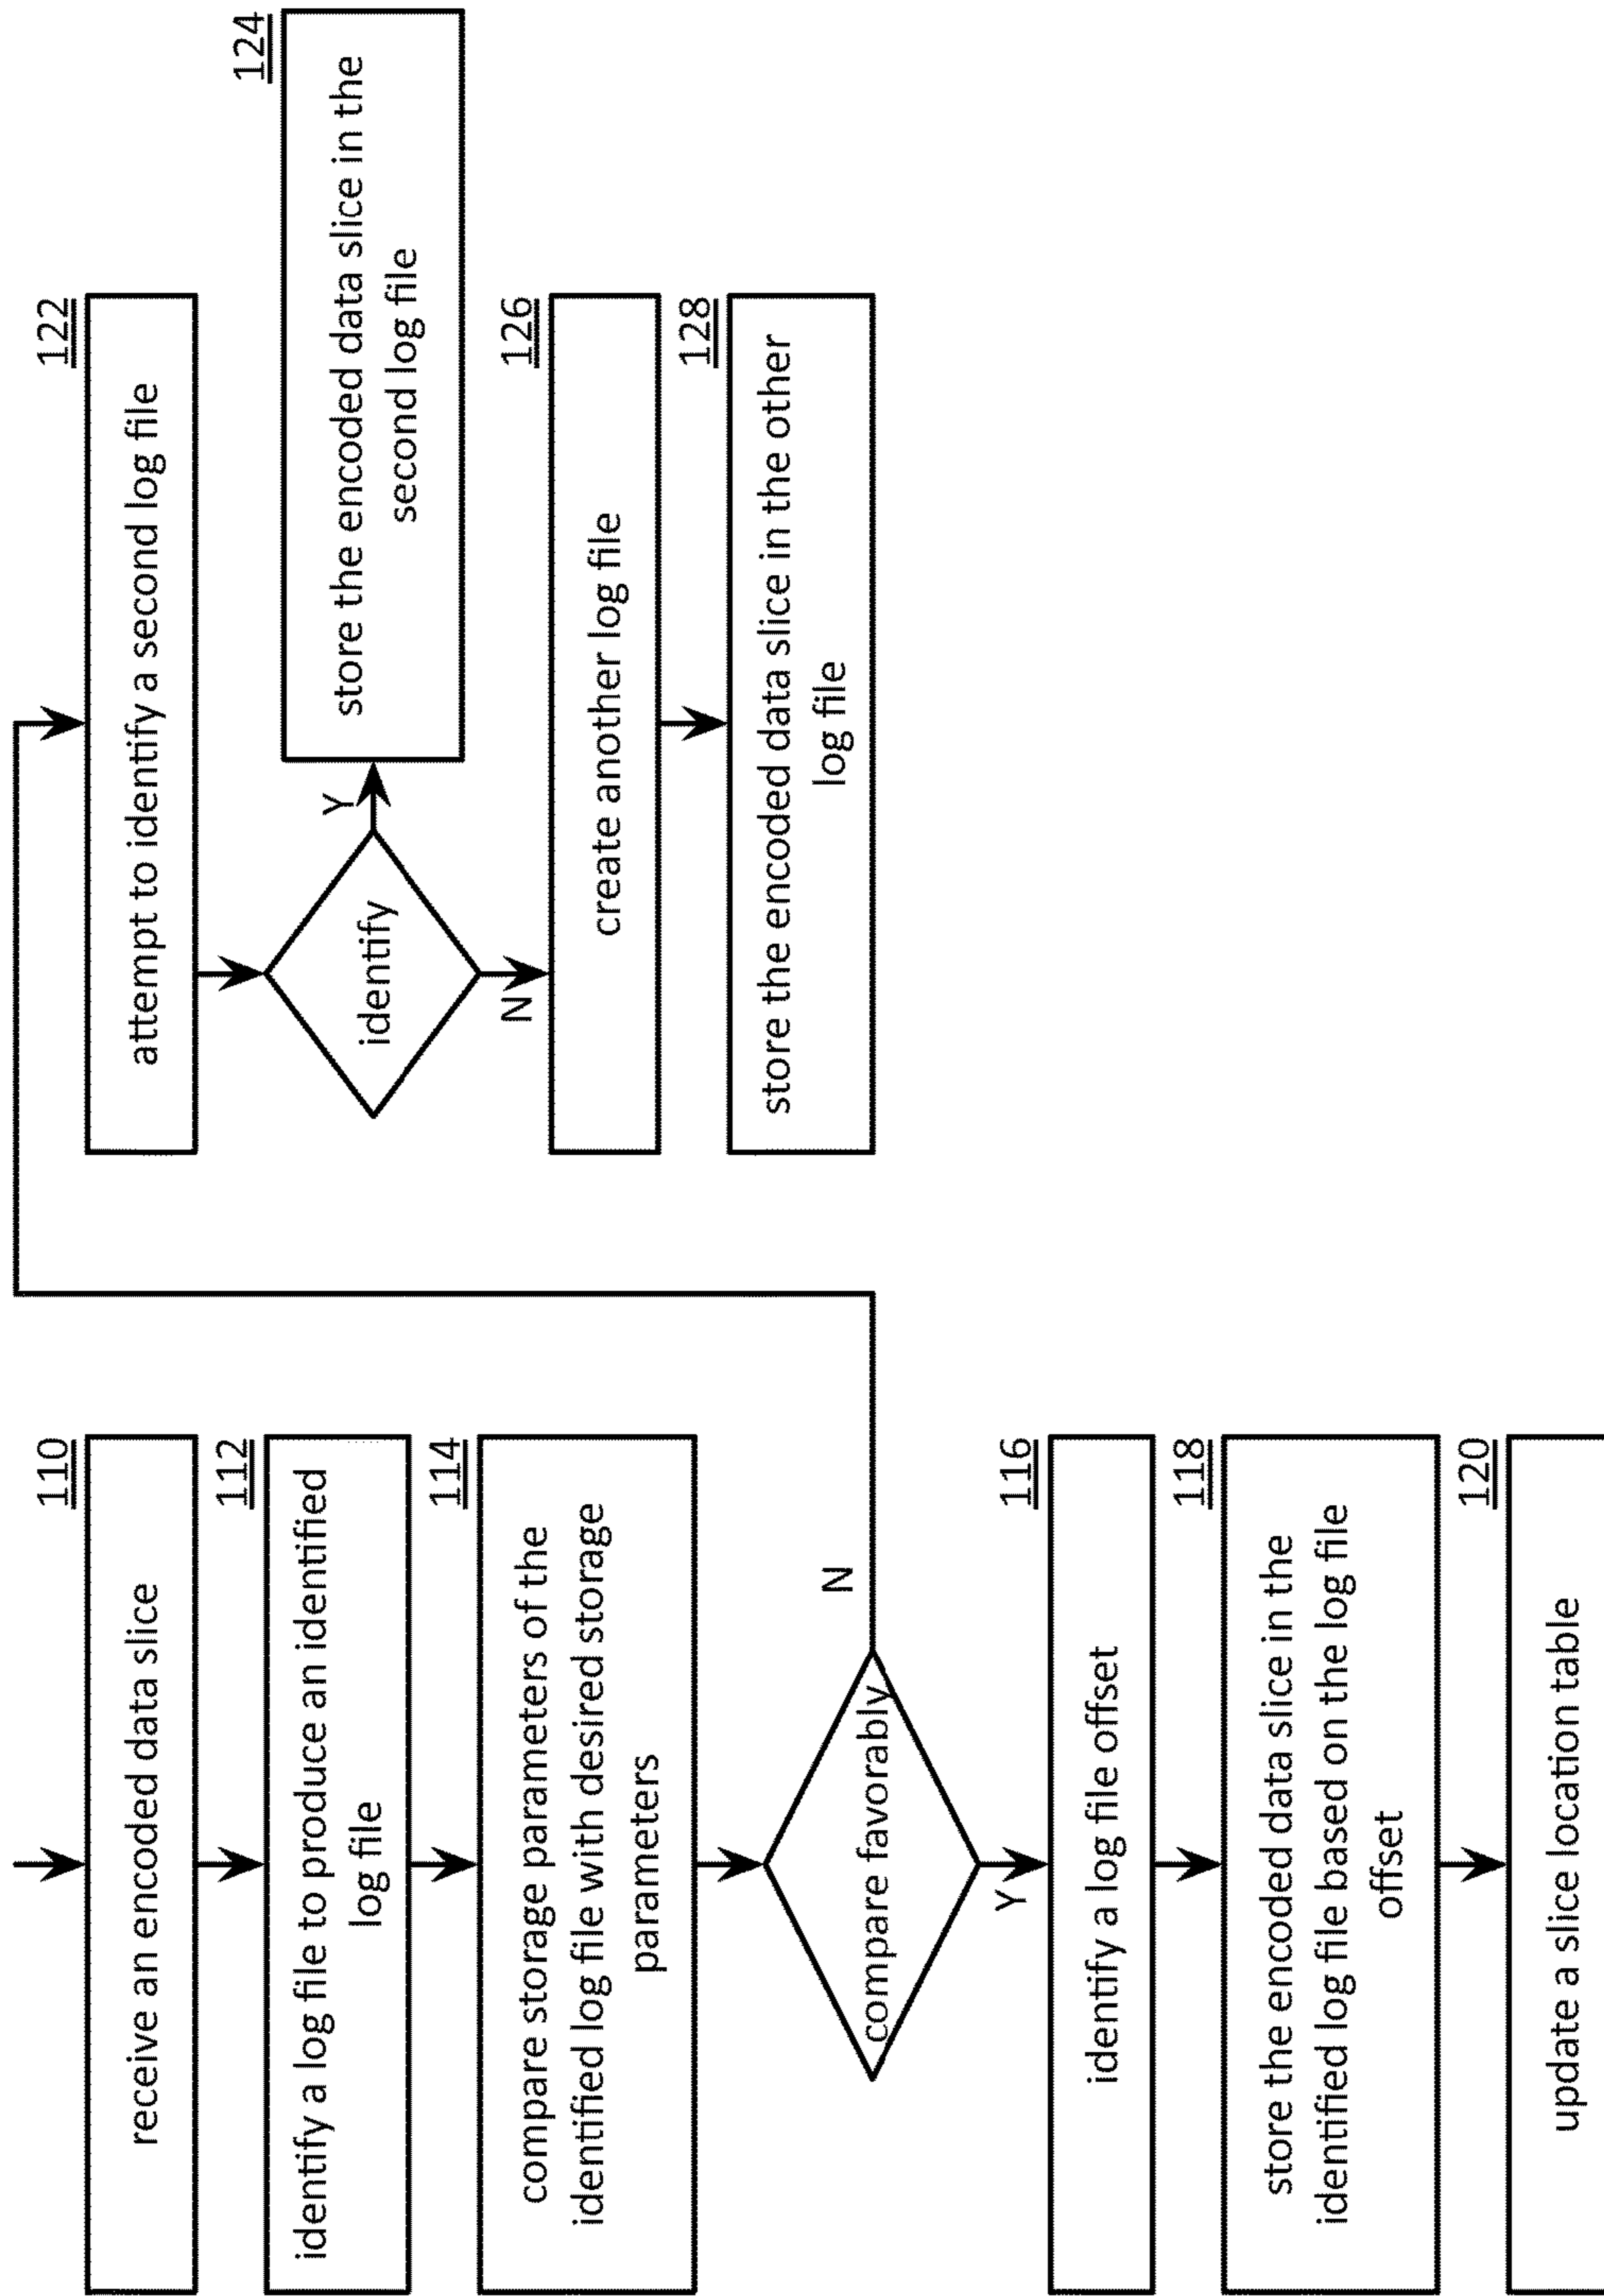 110
receive an encoded data slice
112
identify a log file to produce an identified
log file
114
compare storage parameters of the
identified log file with desired storage
parameters
compare favorably
N
Y
116
identify a log file offset
118
store the encoded data slice in the
identified log file based on the log file
offset
120
update a slice location table
122
attempt to identify a second log file
identify
Y
N
124
store the encoded data slice in the
second log file
126
create another log file
128
store the encoded data slice in the other
log file